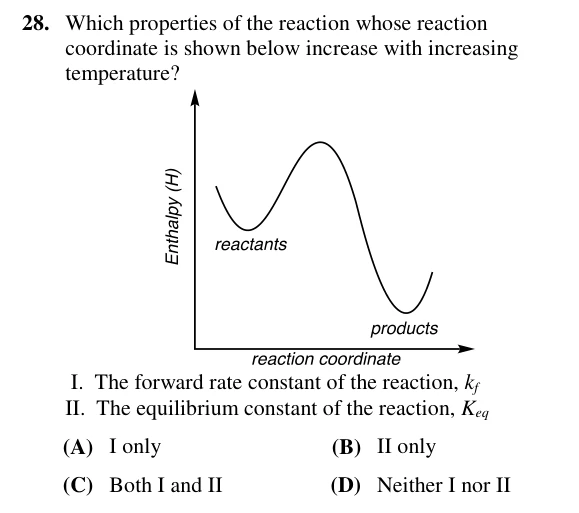 28. Which properties of the reaction whose reaction
coordinate is shown below increase with increasing
temperature?
Enthalpy (H)
reactants
products
reaction coordinate
I. The forward rate constant of the reaction, kf
II. The equilibrium constant of the reaction, Keq
(A) I only (B) II only
(C) Both I and II (D) Neither I nor II